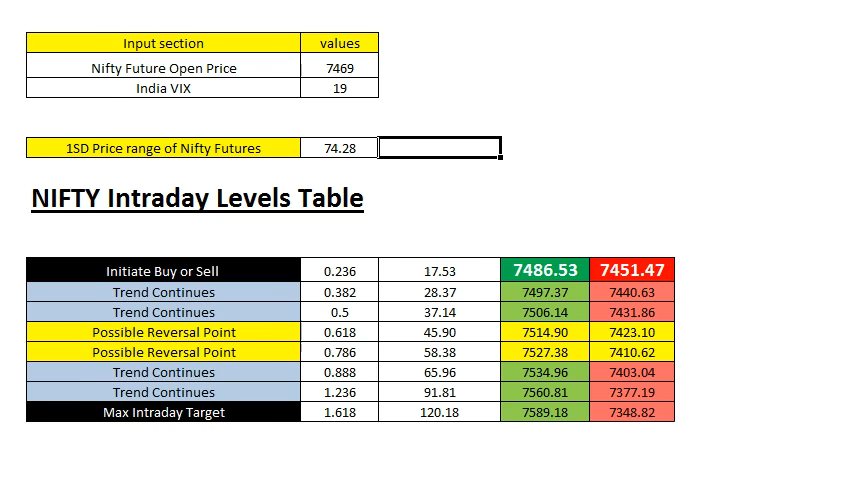 Input section values
Nifty Future Open Price 7469
India VIX 19
1SD Price range of Nifty Futures 74.28
NIFTY Intraday Levels Table
Initiate Buy or Sell 0.236 17.53 7486.53 7451.47
Trend Continues 0.382 28.37 7497.37 7440.63
Trend Continues 0.5 37.14 7506.14 7431.86
Possible Reversal Point 0.618 45.90 7514.90 7423.10
Possible Reversal Point 0.786 58.38 7527.38 7410.62
Trend Continues 0.888 65.96 7534.96 7403.04
Trend Continues 1.236 91.81 7560.81 7377.19
Max Intraday Target 1.618 120.18 7589.18 7348.82